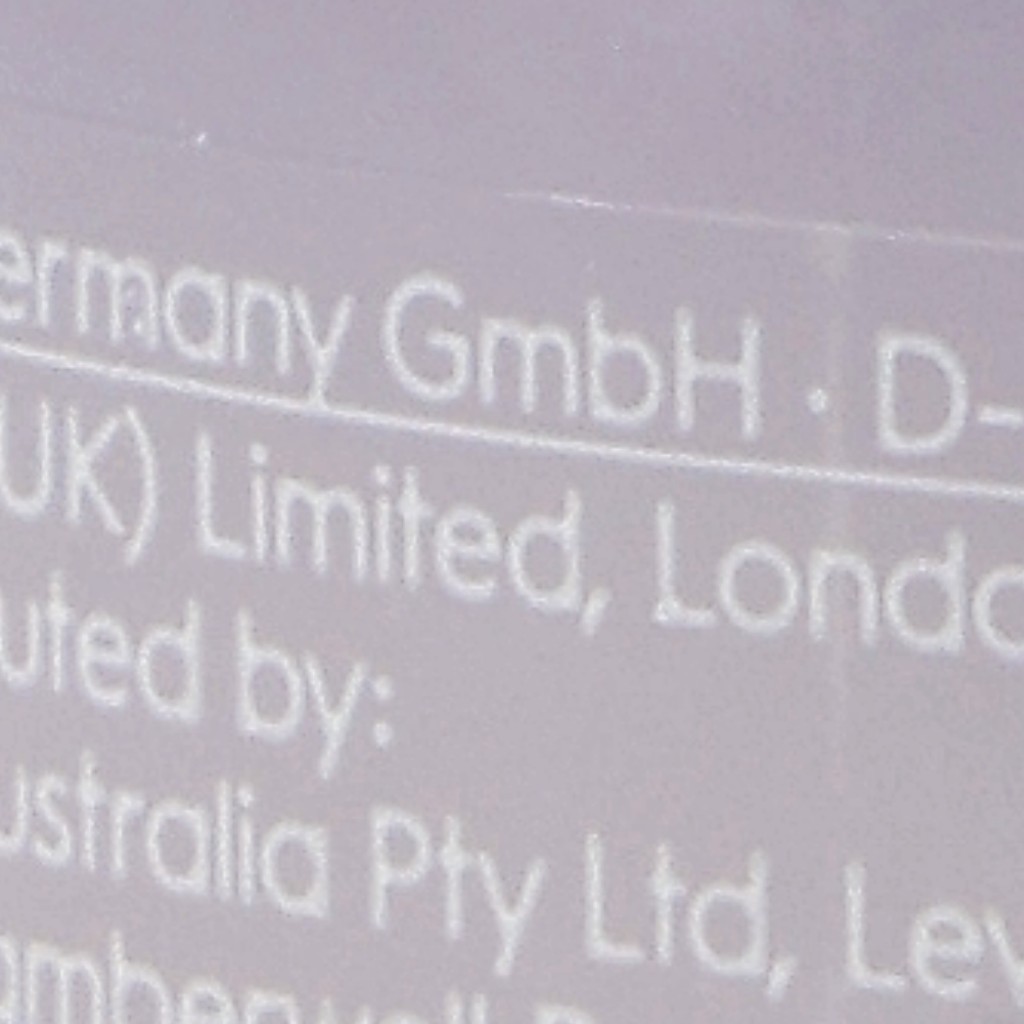 ermany GmbH · D-
UK) Limited, Londo
uted by:
ustralia Pty Ltd, Lev